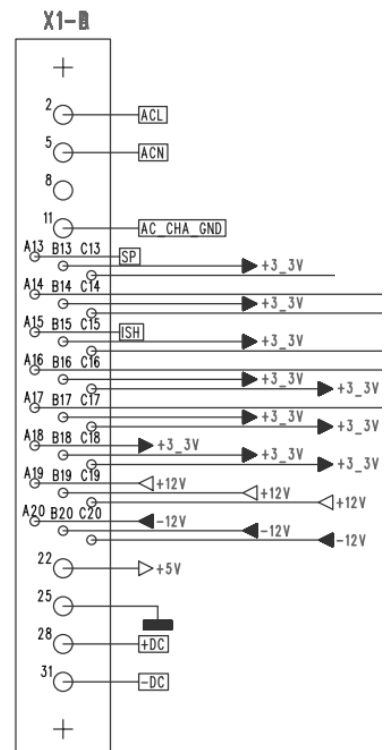 X1-B
2 ACL
5 ACN
8
11 AC_CHA_GND
A13 B13 C13 SP
+3_3V
A14 B14 C14
+3_3V
A15 B15 C15 ISH
+3_3V
A16 B16 C16
+3_3V
+3_3V
A17 B17 C17
+3_3V
+3_3V
A18 B18 C18 +3_3V
+3_3V
+3_3V
A19 B19 C19 +12V
+12V
+12V
A20 B20 C20 -12V
-12V
-12V
22 +5V
25
28 +DC
31 -DC